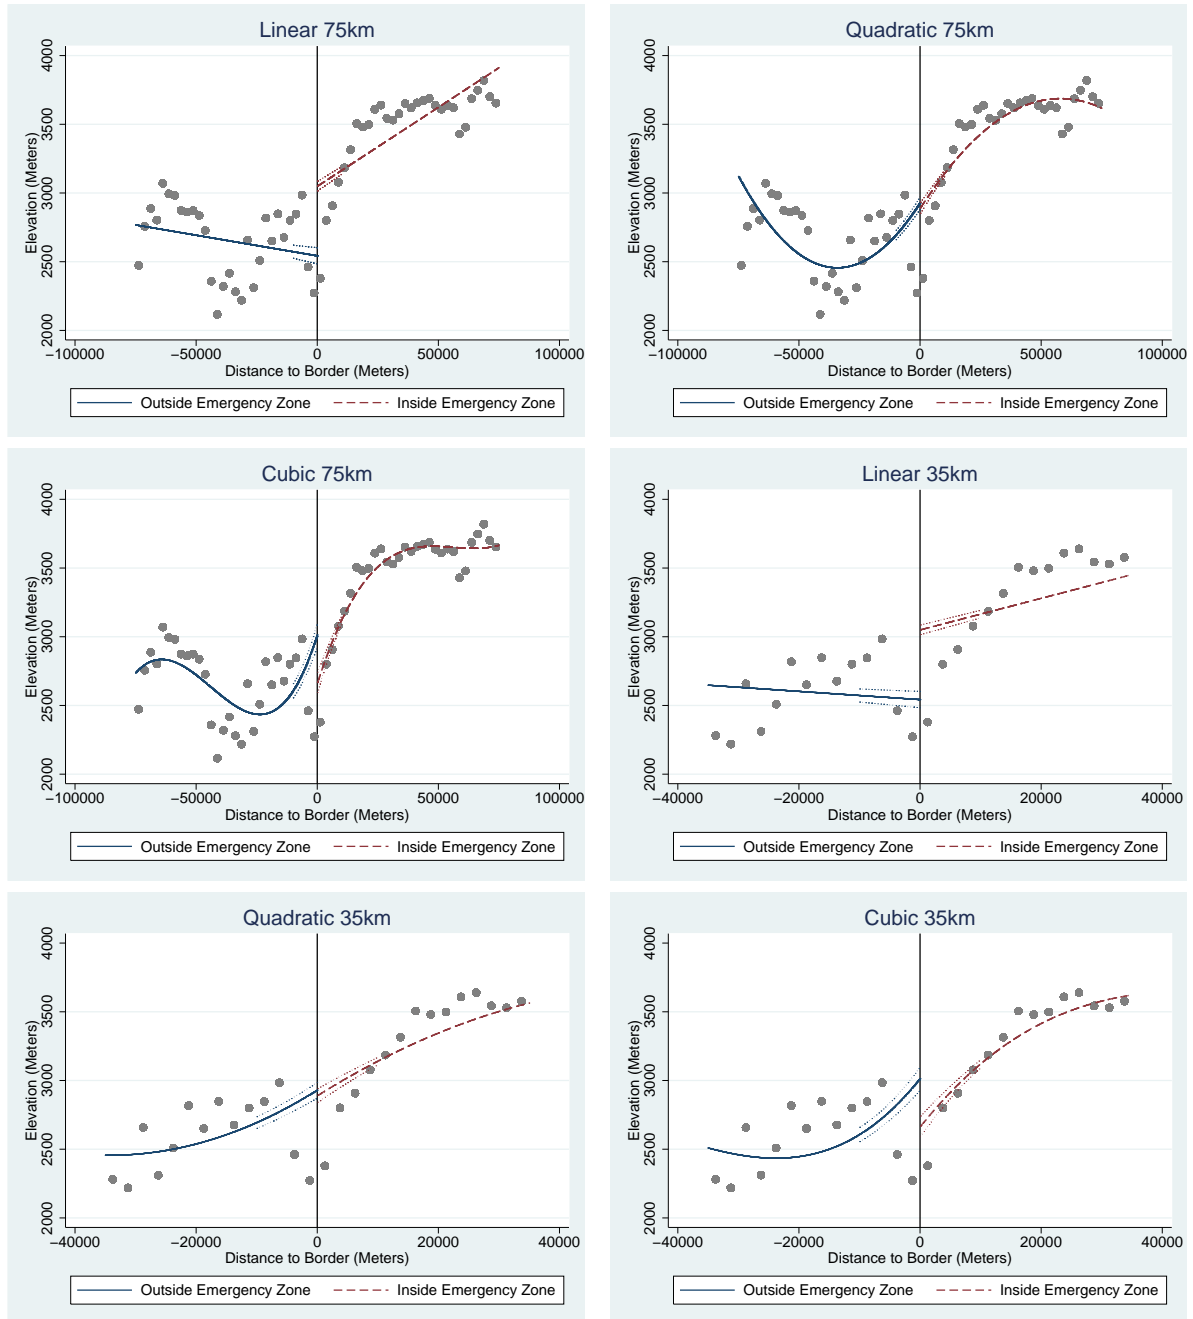 Linear 75km
Elevation (Meters)
4000
3500
3000
2500
2000
−100000 −50000 0 50000 100000
Distance to Border (Meters)
Outside Emergency Zone Inside Emergency Zone
Quadratic 75km
Elevation (Meters)
4000
3500
3000
2500
2000
−100000 −50000 0 50000 100000
Distance to Border (Meters)
Outside Emergency Zone Inside Emergency Zone
Cubic 75km
Elevation (Meters)
4000
3500
3000
2500
2000
−100000 −50000 0 50000 100000
Distance to Border (Meters)
Outside Emergency Zone Inside Emergency Zone
Linear 35km
Elevation (Meters)
4000
3500
3000
2500
2000
−40000 −20000 0 20000 40000
Distance to Border (Meters)
Outside Emergency Zone Inside Emergency Zone
Quadratic 35km
Elevation (Meters)
4000
3500
3000
2500
2000
−40000 −20000 0 20000 40000
Distance to Border (Meters)
Outside Emergency Zone Inside Emergency Zone
Cubic 35km
Elevation (Meters)
4000
3500
3000
2500
2000
−40000 −20000 0 20000 40000
Distance to Border (Meters)
Outside Emergency Zone Inside Emergency Zone